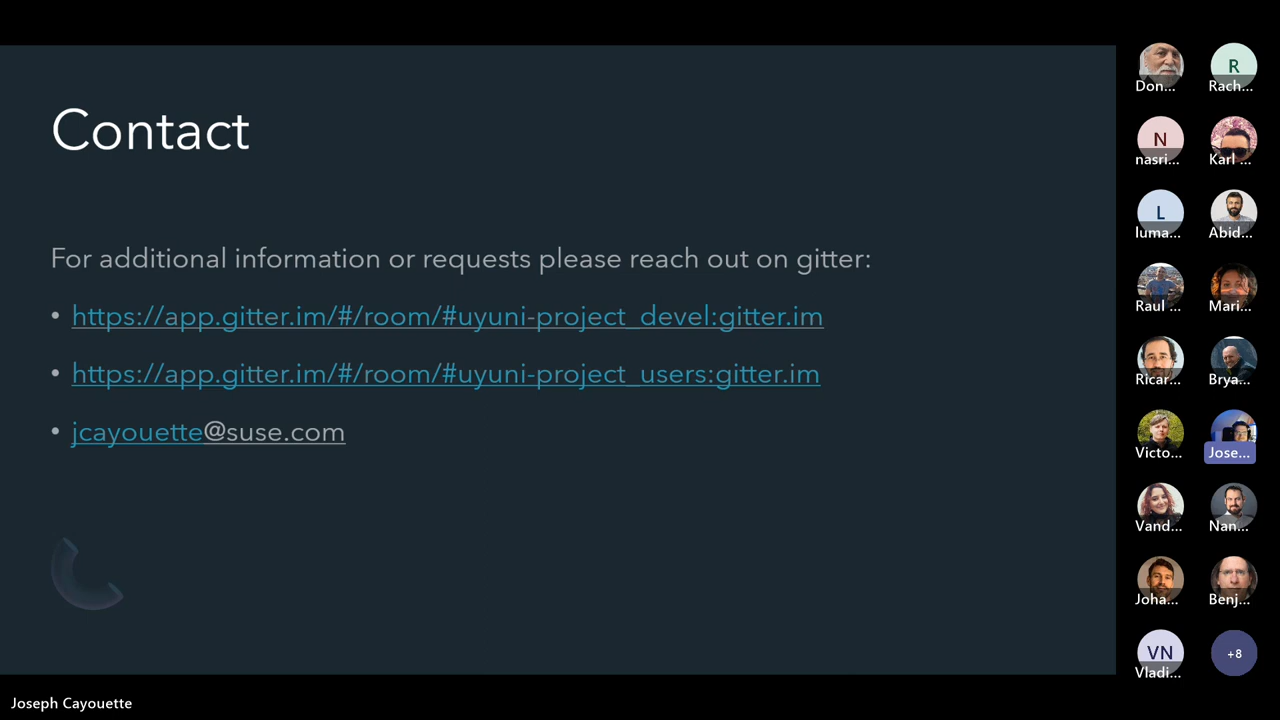 Contact
For additional information or requests please reach out on gitter:
• https://app.gitter.im/#/room/#uyuni-project_devel:gitter.im
• https://app.gitter.im/#/room/#uyuni-project_users:gitter.im
• jcayouette@suse.com
Don...
R
Rach...
N
nasri...
Karl ...
L
luma...
Abid...
Raul ...
Mari...
Ricar...
Brya...
Victo...
Jose...
Vand...
Nan...
Joha...
Benj...
VN
Vladi...
+8
Joseph Cayouette